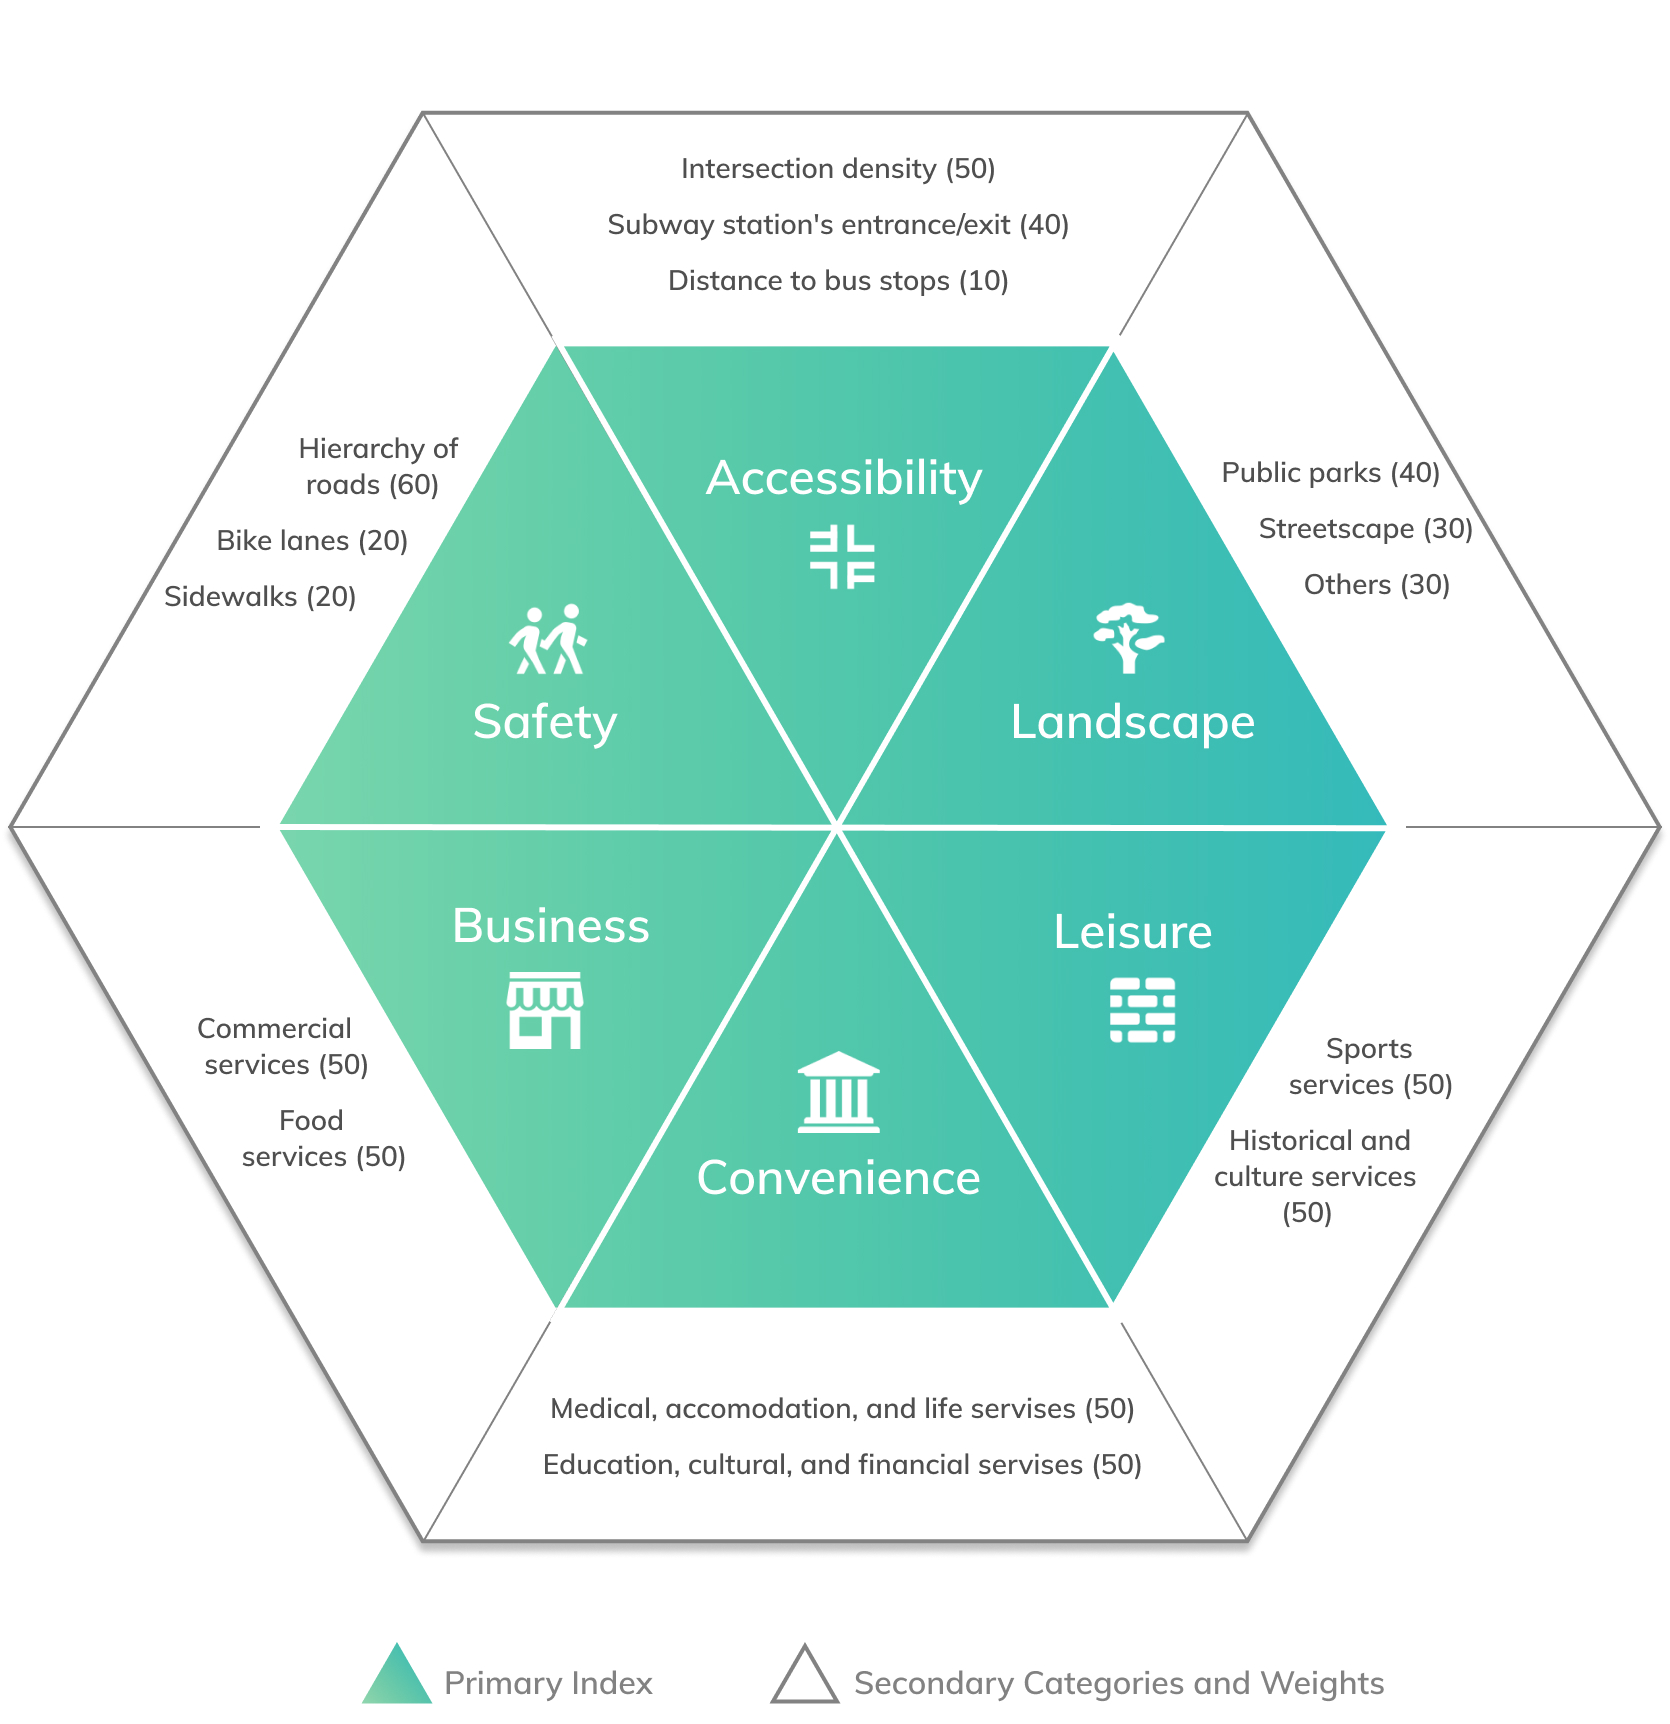 Intersection density (50)
Subway station's entrance/exit (40)
Distance to bus stops (10)
Accessibility
Hierarchy of
roads (60)
Bike lanes (20)
Sidewalks (20)
Safety
Public parks (40)
Streetscape (30)
Others (30)
Landscape
Business
Commercial
services (50)
Food
services (50)
Leisure
Sports
services (50)
Historical and
culture services
(50)
Convenience
Medical, accomodation, and life servises (50)
Education, cultural, and financial servises (50)
Primary Index
Secondary Categories and Weights